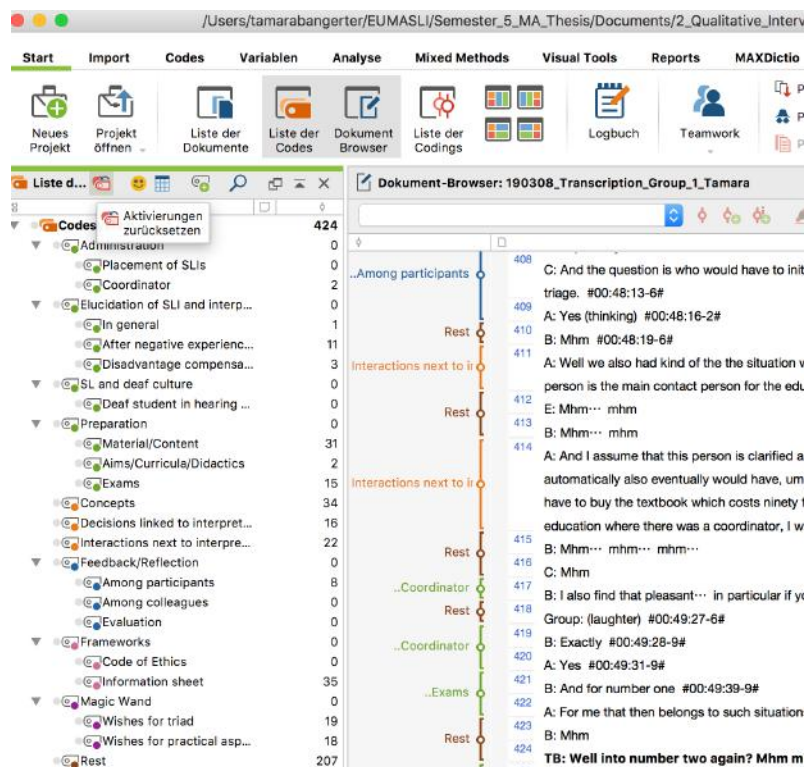 /Users/tamarabangerter/EUMASLI/Semester_5_MA_Thesis/Documents/2_Qualitative_Interv
Start Import Codes Variablen Analyse Mixed Methods Visual Tools Reports MAXDictio
Neues Projekt
Projekt öffnen
Liste der Dokumente
Liste der Codes
Dokument Browser
Liste der Codings
Logbuch
Teamwork
Liste d...
Aktivierungen
zurücksetzen
Codes 424
Administration 0
Placement of SLIs 0
Coordinator 2
Elucidation of SLI and interp... 0
In general 1
After negative experienc... 11
Disadvantage compensa... 3
SL and deaf culture 0
Deaf student in hearing ... 0
Preparation 0
Material/Content 31
Aims/Curricula/Didactics 2
Exams 15
Concepts 34
Decisions linked to interpret... 16
Interactions next to interpre... 22
Feedback/Reflection 0
Among participants 8
Among colleagues 0
Evaluation 0
Frameworks 0
Code of Ethics 0
Information sheet 35
Magic Wand 0
Wishes for triad 19
Wishes for practical asp... 18
Rest 207
Dokument-Browser: 190308_Transcription_Group_1_Tamara
..Among participants
Rest
Interactions next to in
Rest
Interactions next to in
Rest
..Coordinator
Rest
..Coordinator
..Exams
Rest
408 C: And the question is who would have to init
triage. #00:48:13-6#
409 A: Yes (thinking) #00:48:16-2#
410 B: Mhm #00:48:19-6#
411 A: Well we also had kind of the the situation w
person is the main contact person for the edu
412 E: Mhm··· mhm
413 B: Mhm··· mhm
414 A: And I assume that this person is clarified a
automatically also eventually would have, um
have to buy the textbook which costs ninety f
education where there was a coordinator, I w
415 B: Mhm··· mhm··· mhm···
416 C: Mhm
417 B: I also find that pleasant··· in particular if yo
418 Group: (laughter) #00:49:27-6#
419 B: Exactly #00:49:28-9#
420 A: Yes #00:49:31-9#
421 B: And for number one #00:49:39-9#
422 A: For me that then belongs to such situations
423 B: Mhm
424 TB: Well into number two again? Mhm m